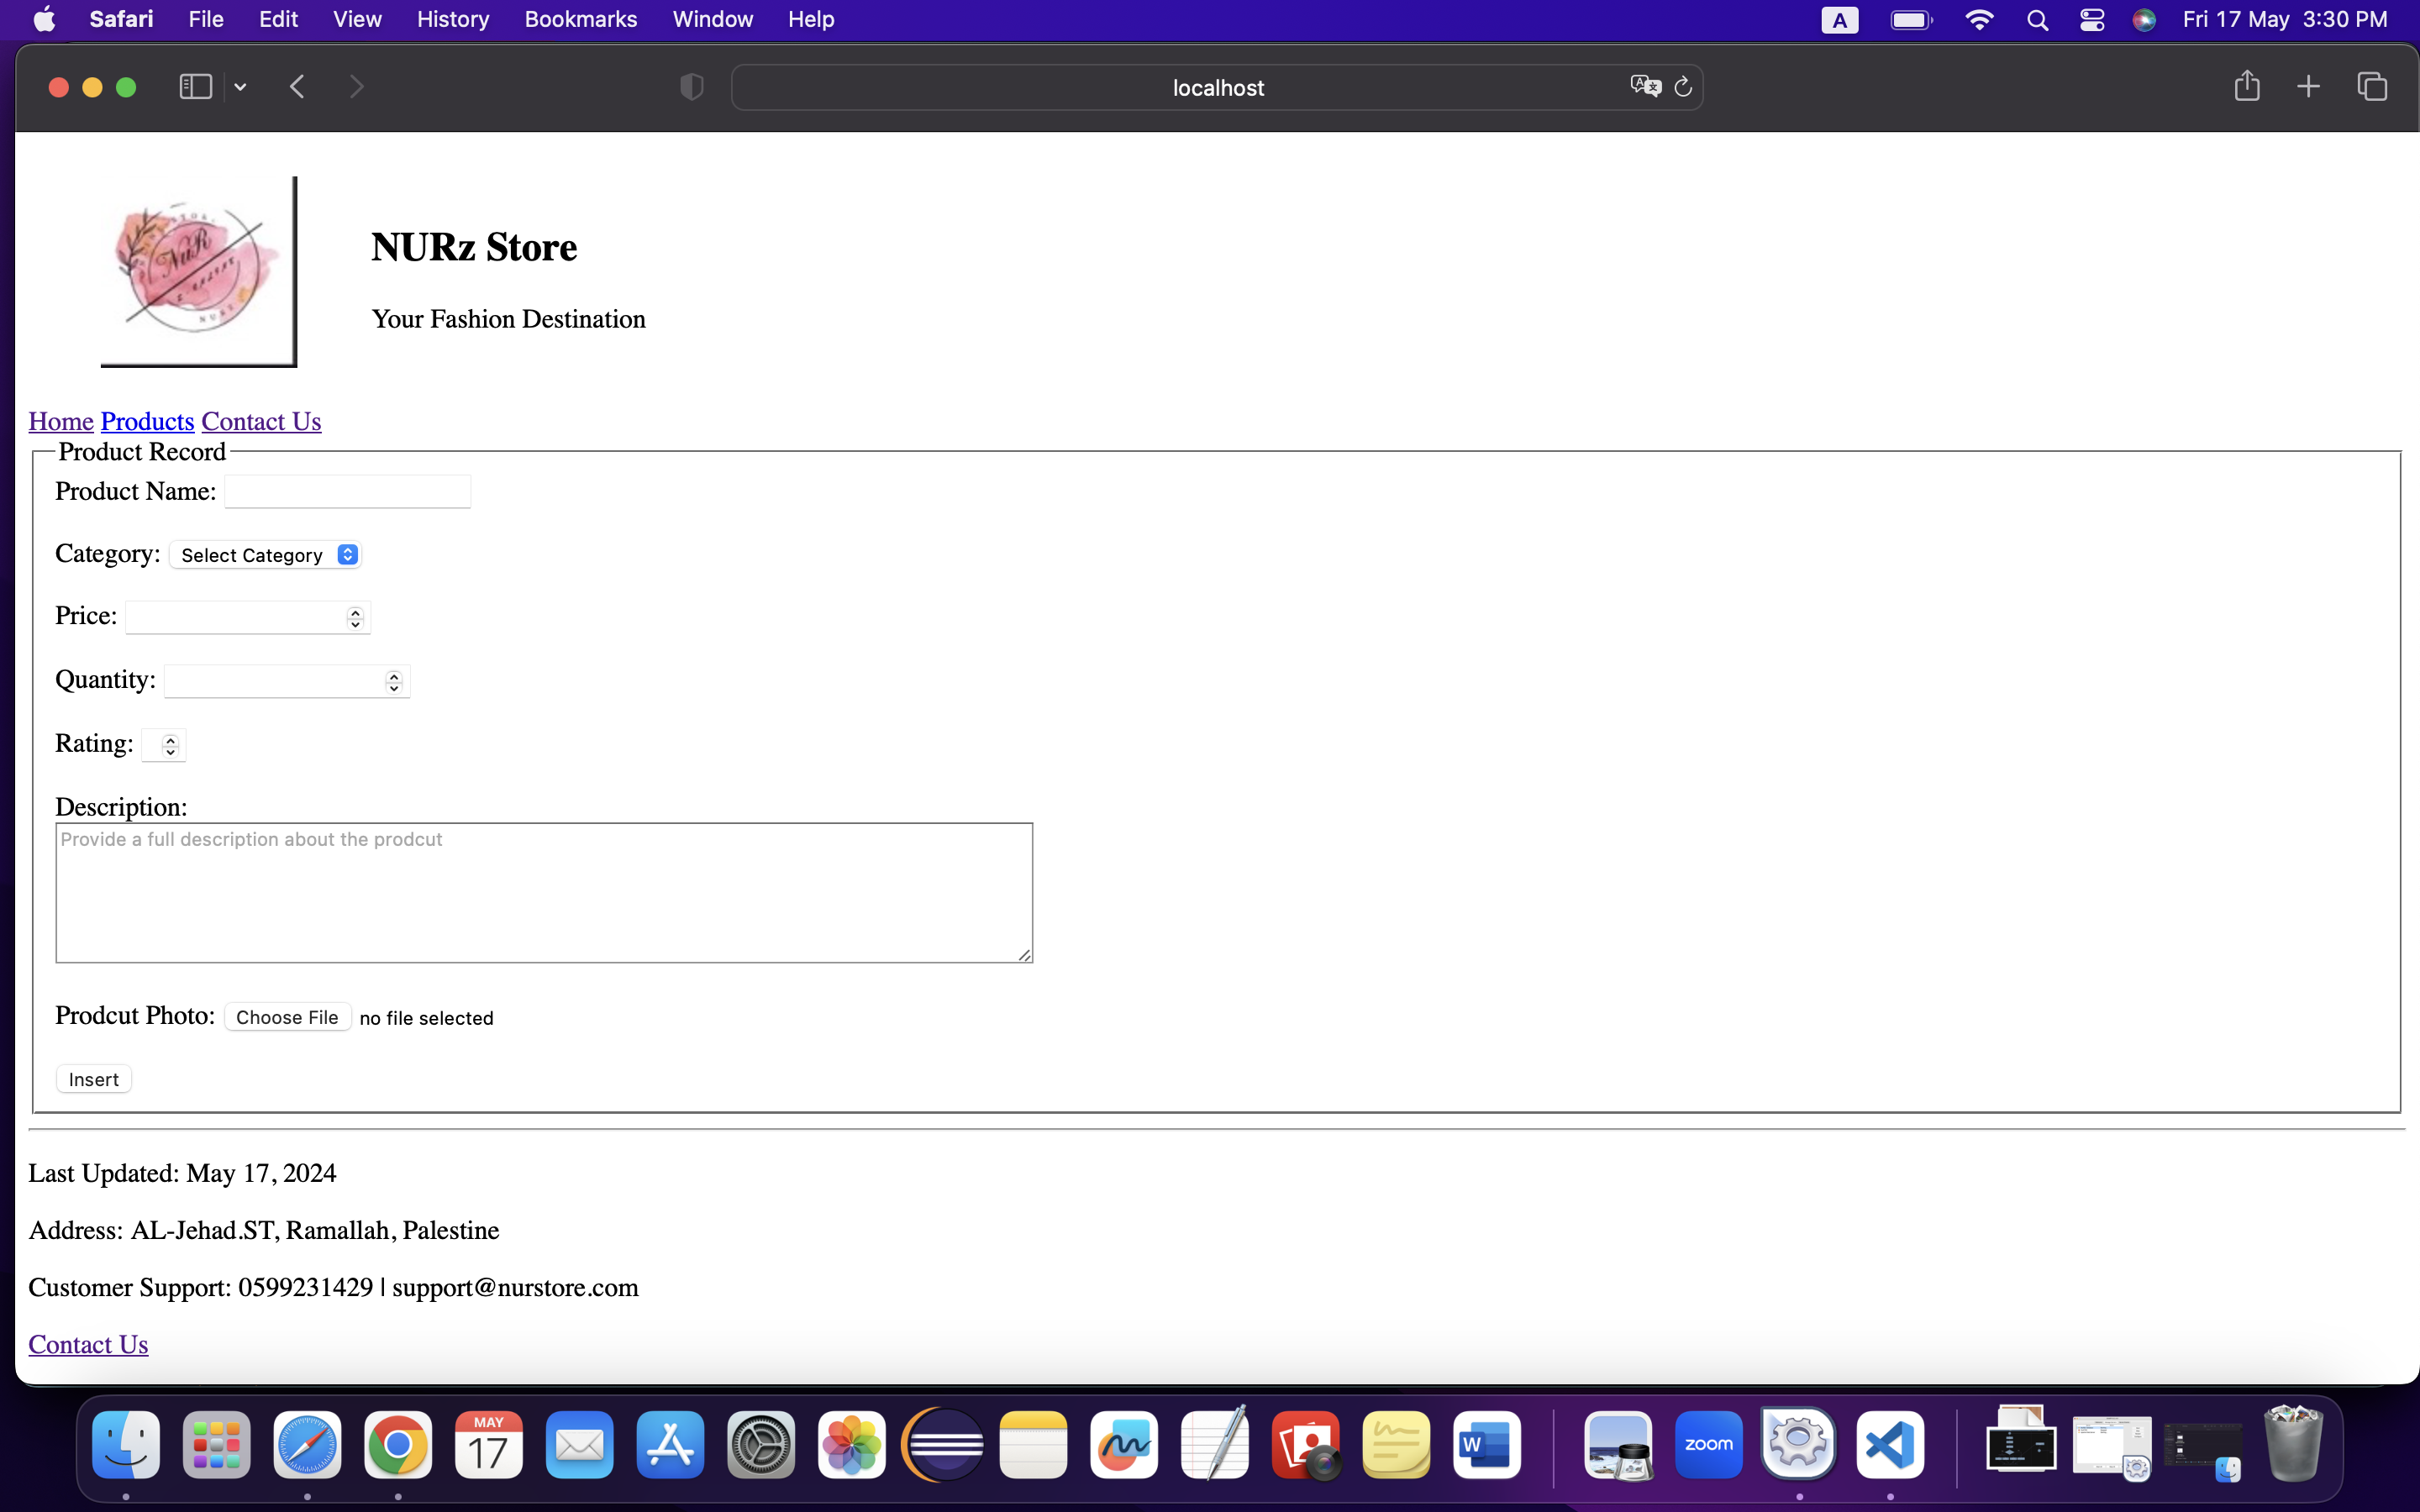 Safari File Edit View History Bookmarks Window Help A Fri 17 May 3:30 PM
localhost
NuR
NURz Store
Your Fashion Destination
Home Products Contact Us
Product Record
Product Name:
Category: Select Category
Price:
Quantity:
Rating:
Description:
Provide a full description about the prodcut
Prodcut Photo: Choose File no file selected
Insert
Last Updated: May 17, 2024
Address: AL-Jehad.ST, Ramallah, Palestine
Customer Support: 0599231429 | support@nurstore.com
Contact Us
MAY
17
W
zoom